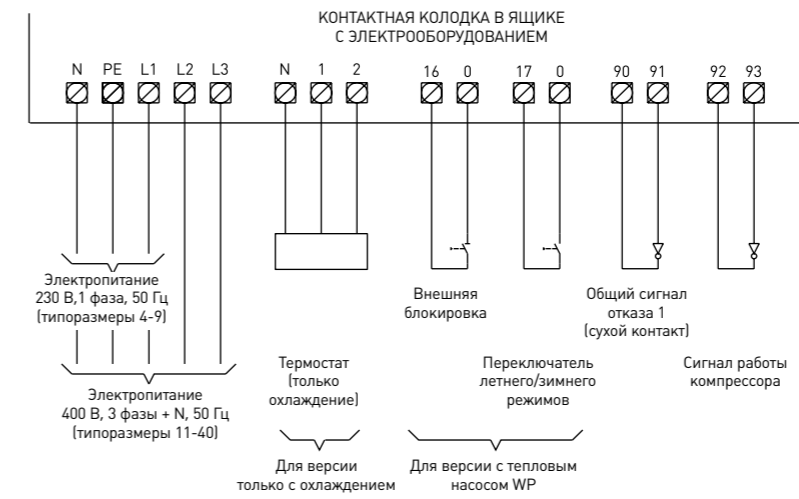 КОНТАКТНАЯ КОЛОДКА В ЯЩИКЕ
С ЭЛЕКТРООБОРУДОВАНИЕМ
N PE L1 L2 L3 N 1 2 16 0 17 0 90 91 92 93
Электропитание
230 В,1 фаза, 50 Гц
(типоразмеры 4-9)
Внешняя
блокировка
Общий сигнал
отказа 1
(сухой контакт)
Электропитание
400 В, 3 фазы + N, 50 Гц
(типоразмеры 11-40)
Термостат
(только
охлаждение)
Переключатель
летнего/зимнего
режимов
Сигнал работы
компрессора
Для версии
только с охлаждением
Для версии с тепловым
насосом WP